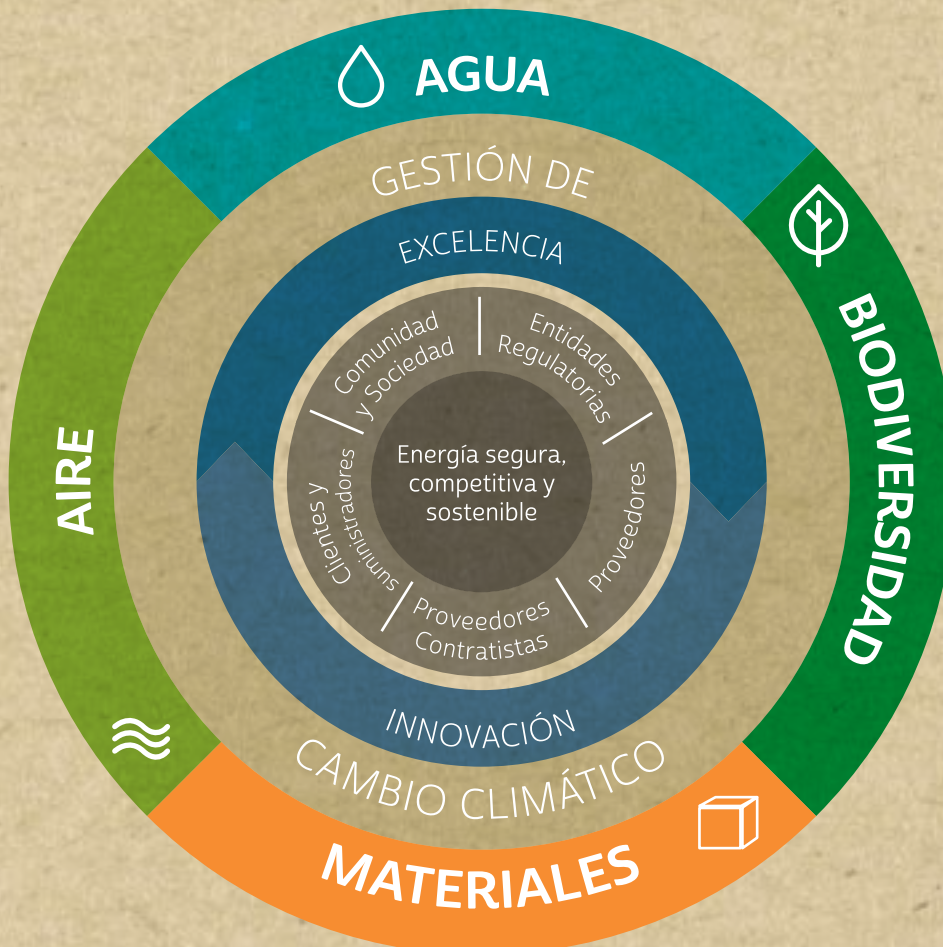 AGUA
GESTIÓN DE
EXCELENCIA
Comunidad
y Sociedad
Entidades
Regulatorias
BIODIVERSIDAD
AIRE
Energía segura,
competitiva y
sostenible
Clientes y
suministradores
Proveedores
Proveedores
Contratistas
INNOVACIÓN
CAMBIO CLIMÁTICO
MATERIALES